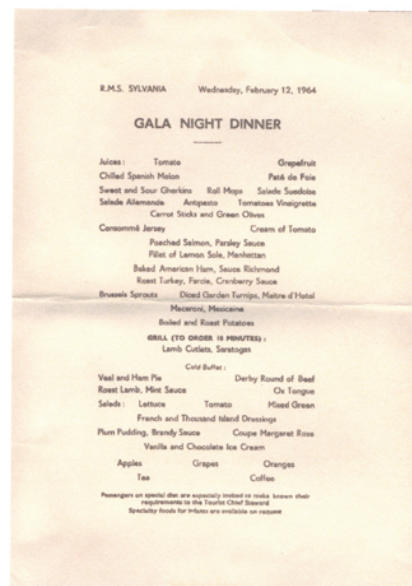 R.M.S. SYLVANIA Wednesday, February 12, 1964
GALA NIGHT DINNER
Juices : Tomato Grapefruit
Chilled Spanish Melon Paté de Foie
Sweet and Sour Gherkins Roll Mops Salade Suedoise
Salade Allemande Antipasto Tomatoes Vinaigrette
Carrot Sticks and Green Olives
Consommé Jersey Cream of Tomato
Poached Salmon, Parsley Sauce
Fillet of Lemon Sole, Manhattan
Baked American Ham, Sauce Richmond
Roast Turkey, Farcie, Cranberry Sauce
Brussels Sprouts Diced Garden Turnips, Maitre d'Hotel
Macaroni, Mexicaine
Boiled and Roast Potatoes
GRILL (TO ORDER 10 MINUTES) :
Lamb Cutlets, Saratoga
Cold Buffet :
Veal and Ham Pie Derby Round of Beef
Roast Lamb, Mint Sauce Ox Tongue
Salads : Lettuce Tomato Mixed Green
French and Thousand Island Dressings
Plum Pudding, Brandy Sauce Coupe Margaret Rose
Vanilla and Chocolate Ice Cream
Apples Grapes Oranges
Tea Coffee
Passengers on special diet are especially invited to make known their
requirements to the Tourist Chief Steward
Specialty foods for infants are available on request